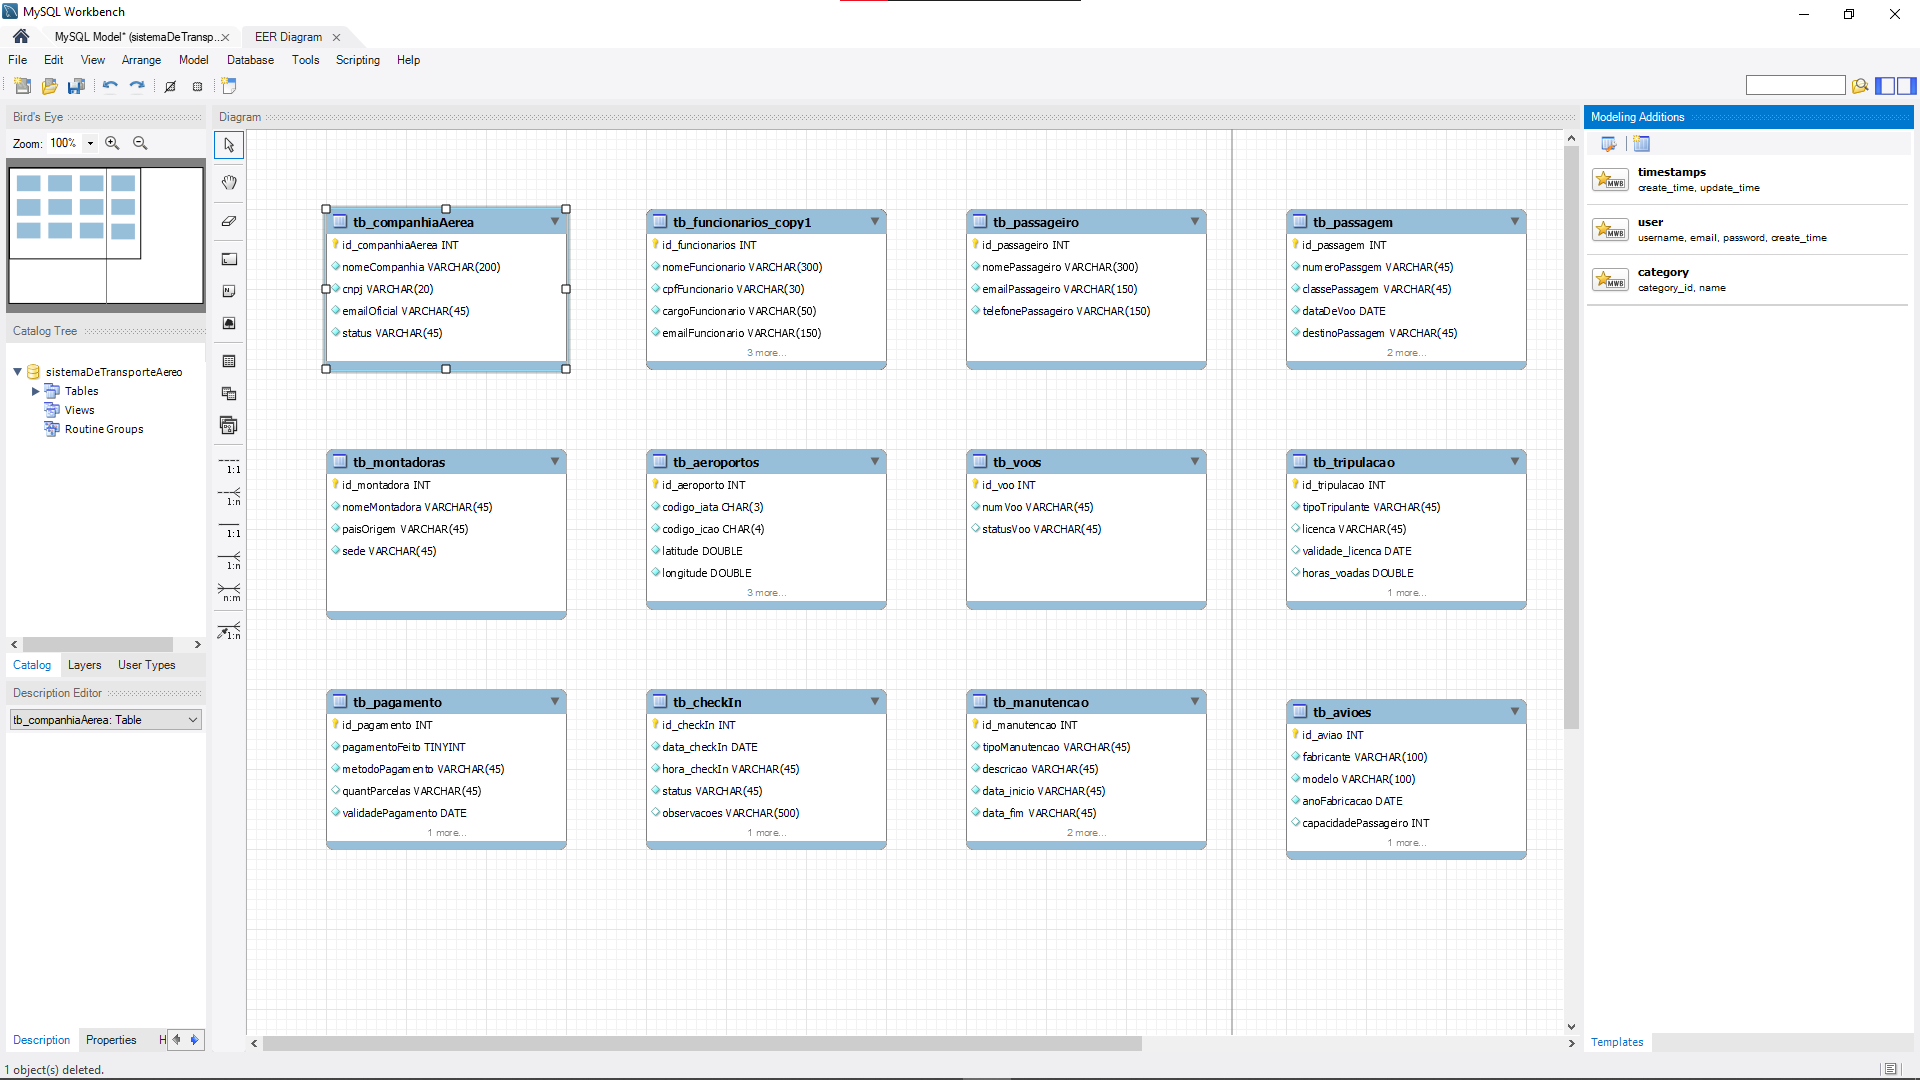 MySQL Workbench
MySQL Model* (sistemaDeTransp..
EER Diagram
File Edit View Arrange Model Database Tools Scripting Help
Bird's Eye
Zoom: 100%
Diagram
Modeling Additions
timestamps
create_time, update_time
user
username, email, password, create_time
category
category_id, name
Catalog Tree
sistemaDeTransporteAereo
Tables
Views
Routine Groups
Catalog Layers User Types
Description Editor
tb_companhiaAerea: Table
Description Properties H
1:1
1:n
1:1
1:n
n:m
1:n
tb_companhiaAerea
id_companhiaAerea INT
nomeCompanhia VARCHAR(200)
cnpj VARCHAR(20)
emailOficial VARCHAR(45)
status VARCHAR(45)
tb_funcionarios_copy1
id_funcionarios INT
nomeFuncionario VARCHAR(300)
cpfFuncionario VARCHAR(30)
cargoFuncionario VARCHAR(50)
emailFuncionario VARCHAR(150)
3 more...
tb_passageiro
id_passageiro INT
nomePassageiro VARCHAR(300)
emailPassageiro VARCHAR(150)
telefonePassageiro VARCHAR(150)
tb_passagem
id_passagem INT
numeroPassgem VARCHAR(45)
classePassagem VARCHAR(45)
dataDeVoo DATE
destinoPassagem VARCHAR(45)
2 more...
tb_montadoras
id_montadora INT
nomeMontadora VARCHAR(45)
paisOrigem VARCHAR(45)
sede VARCHAR(45)
tb_aeroportos
id_aeroporto INT
codigo_iata CHAR(3)
codigo_icao CHAR(4)
latitude DOUBLE
longitude DOUBLE
3 more...
tb_voos
id_voo INT
numVoo VARCHAR(45)
statusVoo VARCHAR(45)
tb_tripulacao
id_tripulacao INT
tipoTripulante VARCHAR(45)
licenca VARCHAR(45)
validade_licenca DATE
horas_voadas DOUBLE
1 more...
tb_pagamento
id_pagamento INT
pagamentoFeito TINYINT
metodoPagamento VARCHAR(45)
quantParcelas VARCHAR(45)
validadePagamento DATE
1 more...
tb_checkIn
id_checkIn INT
data_checkIn DATE
hora_checkIn VARCHAR(45)
status VARCHAR(45)
observacoes VARCHAR(500)
1 more...
tb_manutencao
id_manutencao INT
tipoManutencao VARCHAR(45)
descricao VARCHAR(45)
data_inicio VARCHAR(45)
data_fim VARCHAR(45)
2 more...
tb_avioes
id_aviao INT
fabricante VARCHAR(100)
modelo VARCHAR(100)
anoFabricacao DATE
capacidadePassageiro INT
1 more...
Templates
1 object(s) deleted.